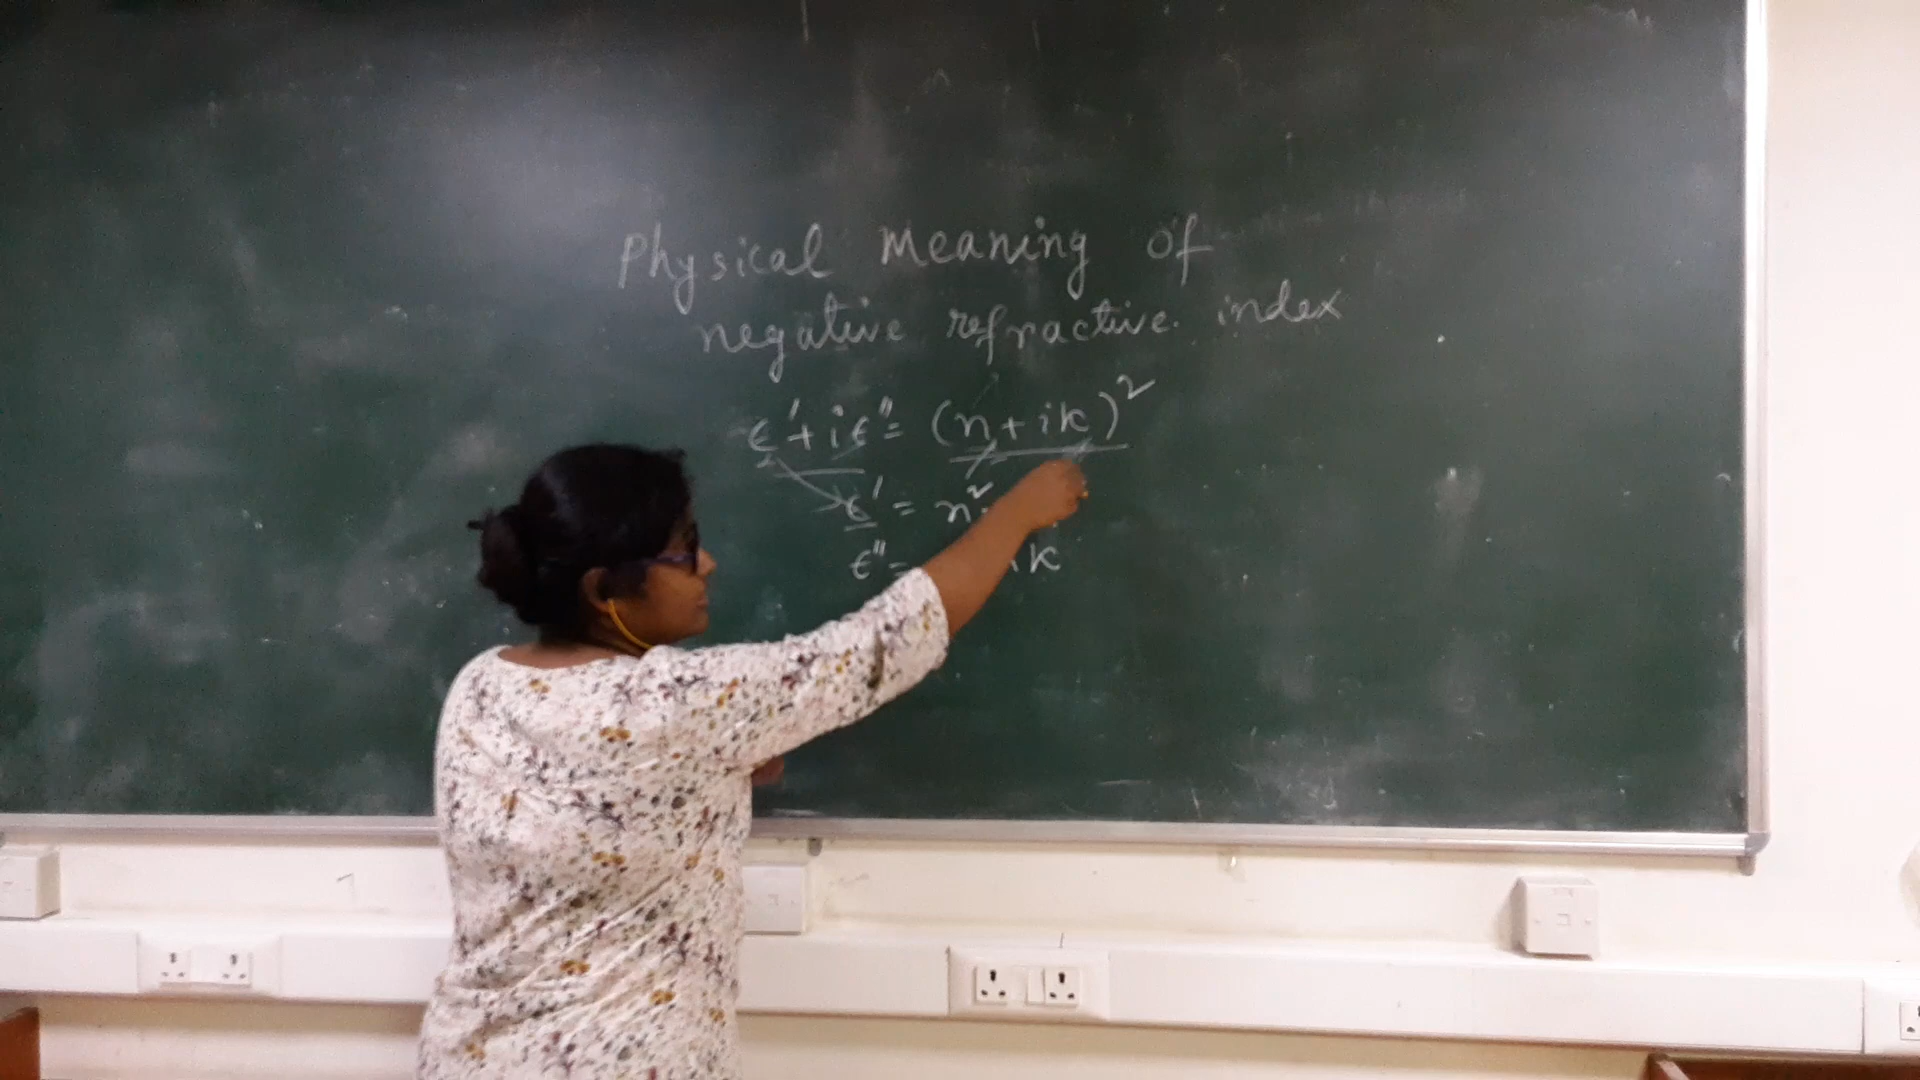 Physical Meaning Of
negative refractive index
ϵ′ + iϵ″ = (n + ik)²
ϵ′ = n²
ϵ″ = k